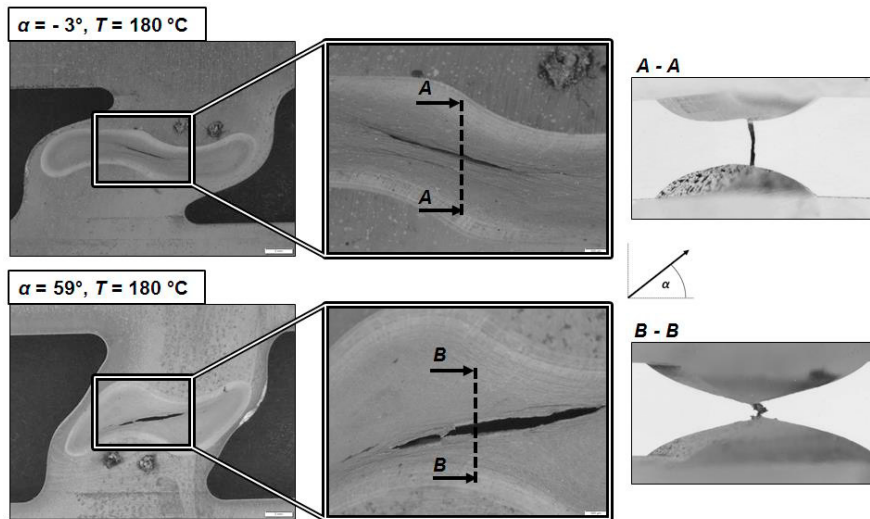 α = - 3°, T = 180 °C
A
A
A - A
α
α = 59°, T = 180 °C
B
B
B - B